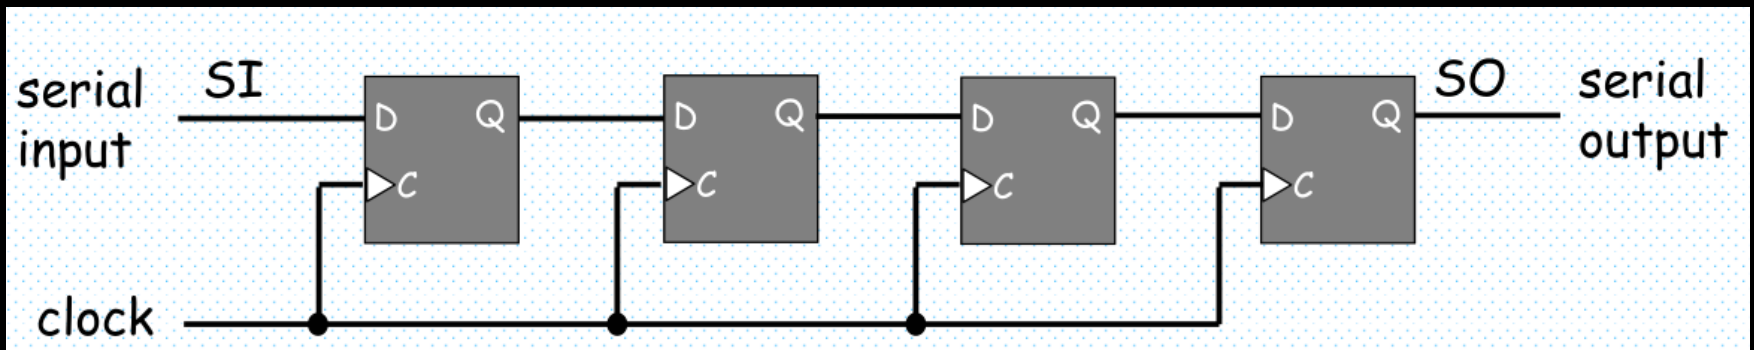 serial
input
SI
D Q
C
D Q
C
D Q
C
D Q
C
SO
serial
output
clock